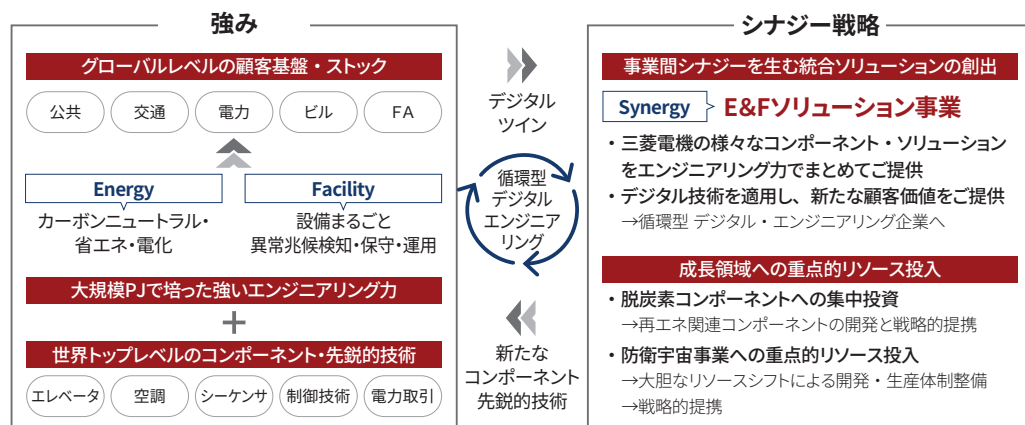 強み
グローバルレベルの顧客基盤・ストック
公共
交通
電力
ビル
FA
Energy
カーボンニュートラル・
省エネ・電化
Facility
設備まるごと
異常兆候検知・保守・運用
大規模PJで培った強いエンジニアリング力
+
世界トップレベルのコンポーネント・先鋭的技術
エレベータ
空調
シーケンサ
制御技術
電力取引
デジタル
ツイン
循環型
デジタル
エンジニア
リング
新たな
コンポーネント
先鋭的技術
シナジー戦略
事業間シナジーを生む統合ソリューションの創出
Synergy
E&Fソリューション事業
・三菱電機の様々なコンポーネント・ソリューション
をエンジニアリング力でまとめてご提供
・デジタル技術を適用し、新たな顧客価値をご提供
→循環型 デジタル・エンジニアリング企業へ
成長領域への重点的リソース投入
・脱炭素コンポーネントへの集中投資
→再エネ関連コンポーネントの開発と戦略的提携
・防衛宇宙事業への重点的リソース投入
→大胆なリソースシフトによる開発・生産体制整備
→戦略的提携